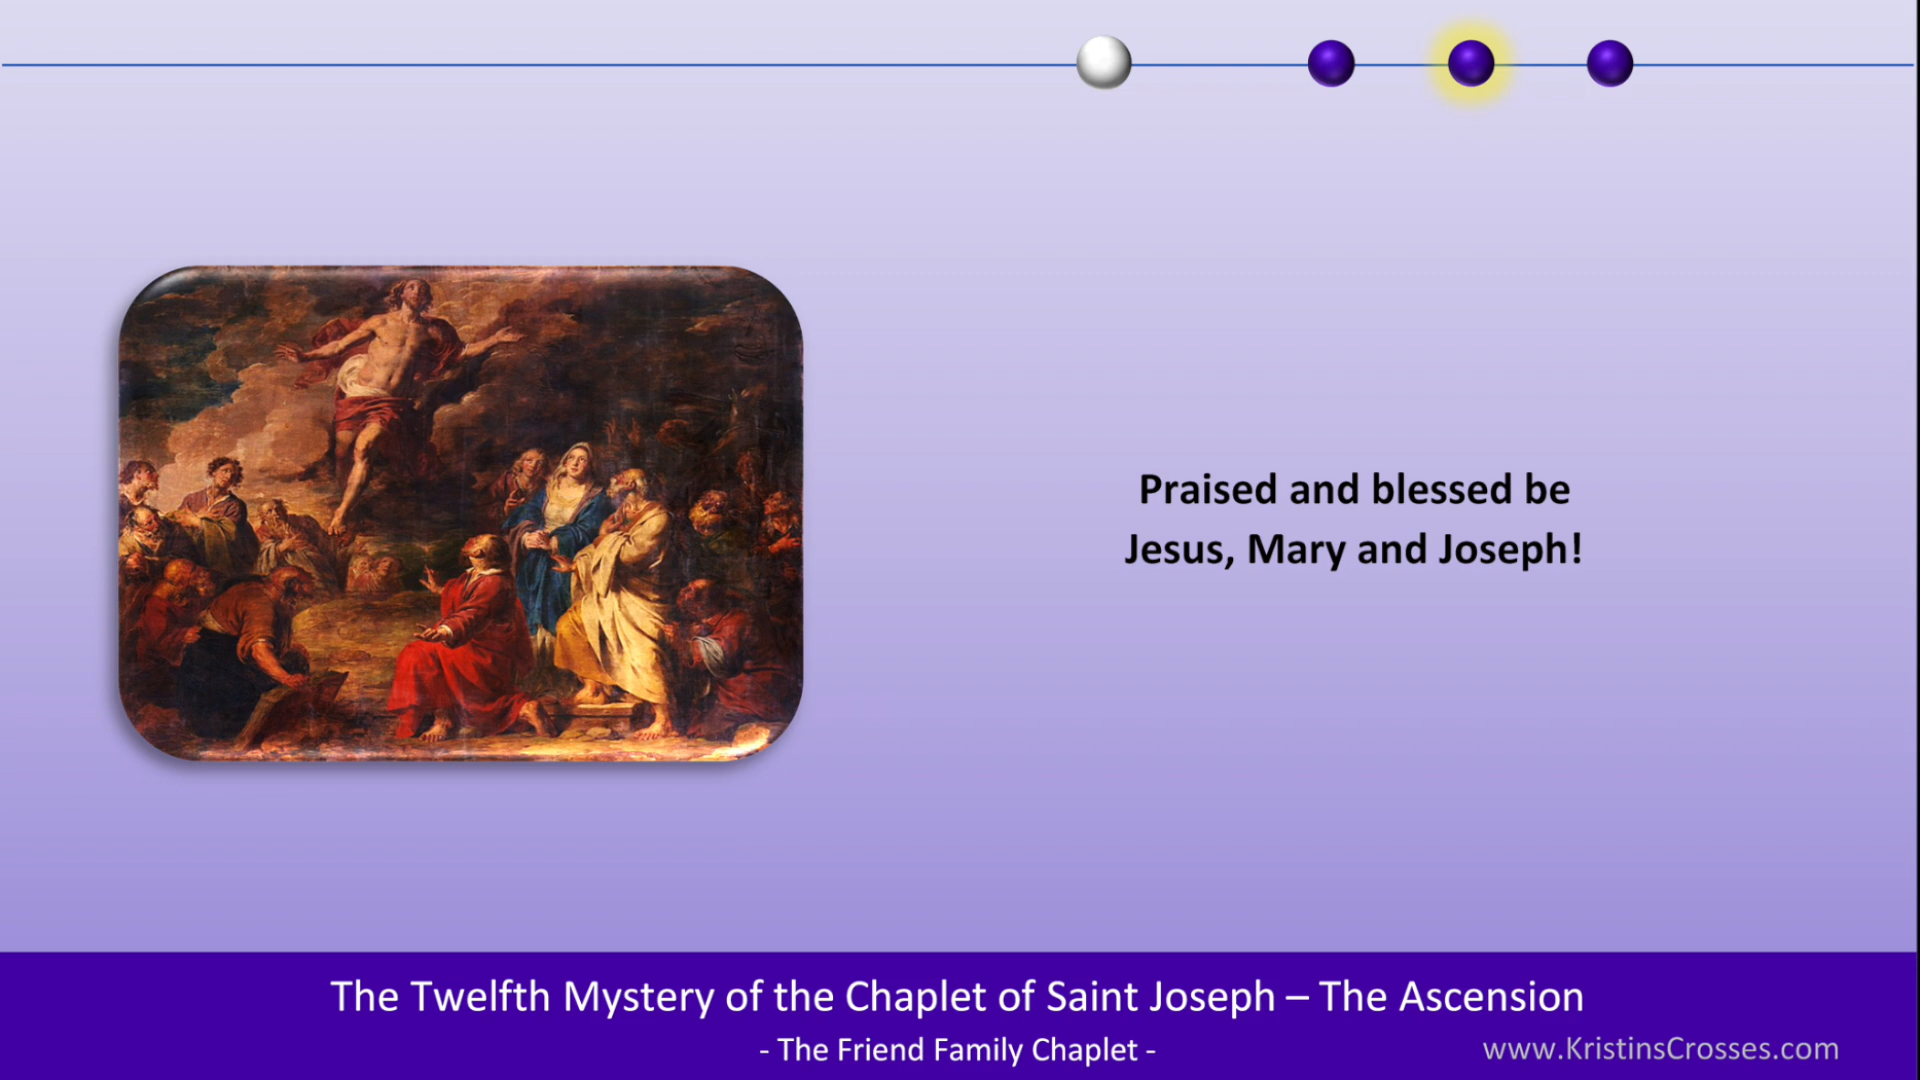 Praised and blessed be
Jesus, Mary and Joseph!
The Twelfth Mystery of the Chaplet of Saint Joseph – The Ascension
- The Friend Family Chaplet -
www.KristinsCrosses.com